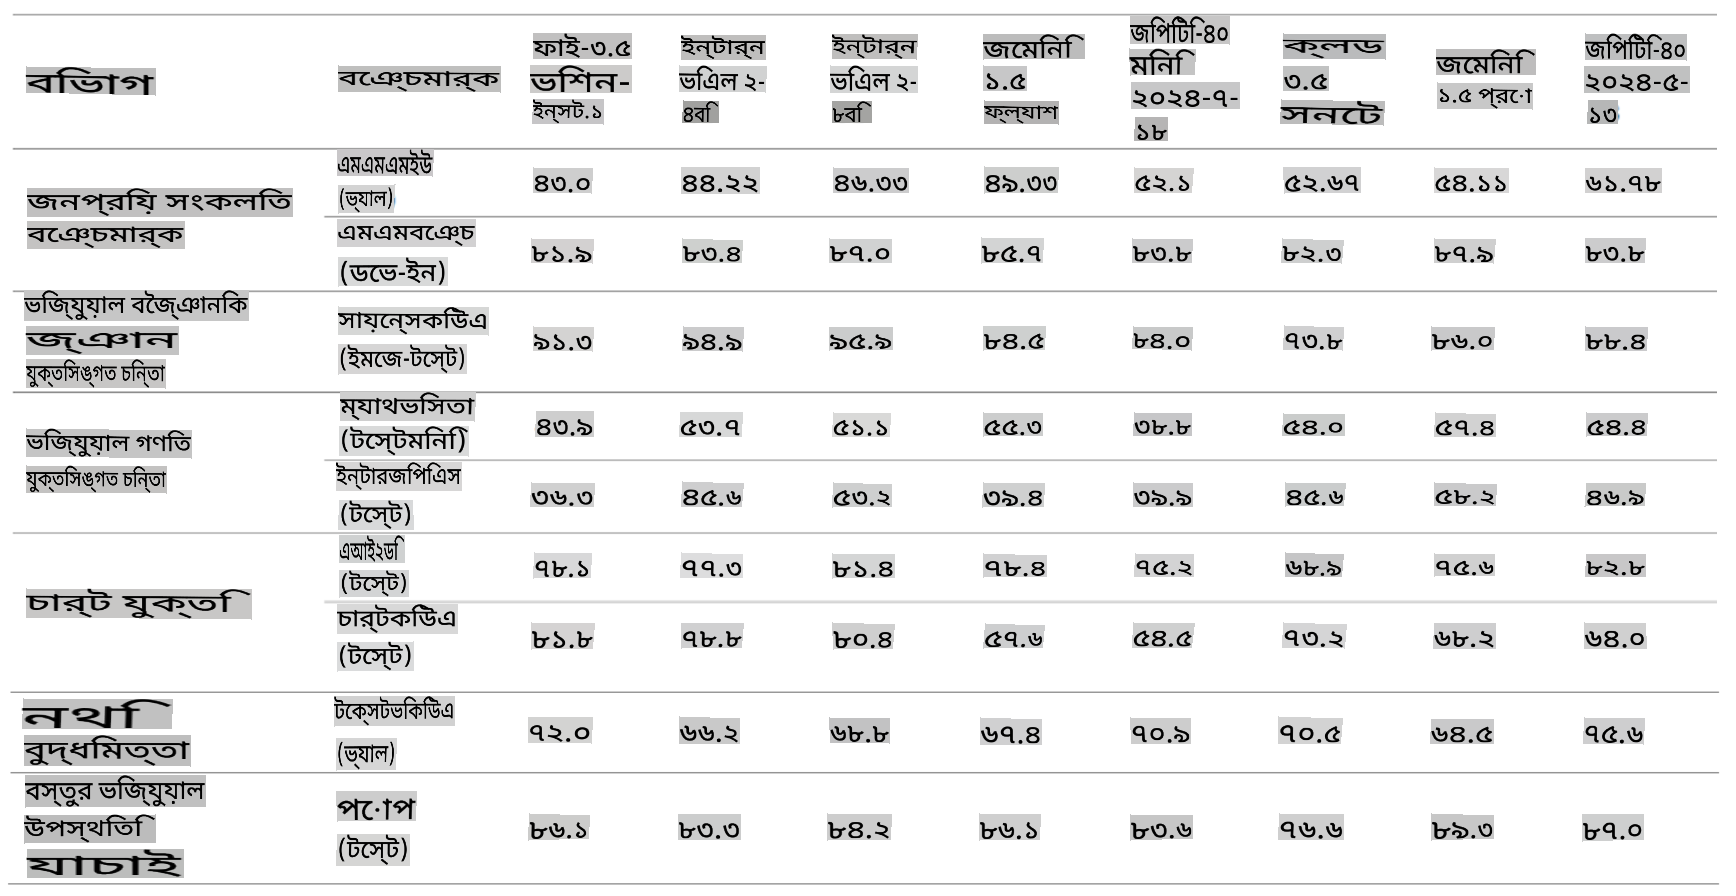 বিভাগ
বেঞ্চমার্ক
ফাই-৩.৫
ভিশন-
ইন্সট.১
ইন্টার্ন
ভিএল ২-
৪বি
ইন্টার্ন
ভিএল ২-
৮বি
জেমিনি
১.৫
ফ্ল্যাশ
জিপিটি-৪০
মিনি
২০২৪-৭-
১৮
ক্লড
৩.৫
সনেট
জেমিনি
১.৫ প্রো
জিপিটি-৪০
২০২৪-৫-
১৩
জনপ্রিয় সংকলিত
বেঞ্চমার্ক
এমএমএমইউ
(ভ্যাল)
৪৩.০
৪৪.২২
৪৬.৩৩
৪৯.৩৩
৫২.১
৫২.৬৭
৫৪.১১
৬১.৭৮
এমএমবেঞ্চ
(ডেভ-ইন)
৮১.৯
৮৩.৪
৮৭.০
৮৫.৭
৮৩.৮
৮২.৩
৮৭.৯
৮৩.৮
ভিজ্যুয়াল বৈজ্ঞানিক
জ্ঞান
যুক্তিসঙ্গত চিন্তা
সায়েন্সকিউএ
(ইমেজ-টেস্ট)
৯১.৩
৯৪.৯
৯৫.৯
৮৪.৫
৮৪.০
৭৩.৮
৮৬.০
৮৮.৪
ভিজ্যুয়াল গণিত
যুক্তিসঙ্গত চিন্তা
ম্যাথভিসতা
(টেস্টমিনি)
৪৩.৯
৫৩.৭
৫১.১
৫৫.৩
৩৮.৮
৫৪.০
৫৭.৪
৫৪.৪
ইন্টারজিপিএস
(টেস্ট)
৩৬.৩
৪৫.৬
৫৩.২
৩৯.৪
৩৯.৯
৪৫.৬
৫৮.২
৪৬.৯
চার্ট যুক্তি
এআই২ডি
(টেস্ট)
৭৮.১
৭৭.৩
৮১.৪
৭৮.৪
৭৫.২
৬৮.৯
৭৫.৬
৮২.৮
চার্টকিউএ
(টেস্ট)
৮১.৮
৭৮.৮
৮০.৪
৫৭.৬
৫৪.৫
৭৩.২
৬৮.২
৬৪.০
নথি
বুদ্ধিমত্তা
টেক্সটভিকিউএ
(ভ্যাল)
৭২.০
৬৬.২
৬৮.৮
৬৭.৪
৭০.৯
৭০.৫
৬৪.৫
৭৫.৬
বস্তুর ভিজ্যুয়াল
উপস্থিতি
যাচাই
পোপ
(টেস্ট)
৮৬.১
৮৩.৩
৮৪.২
৮৬.১
৮৩.৬
৭৬.৬
৮৯.৩
৮৭.০